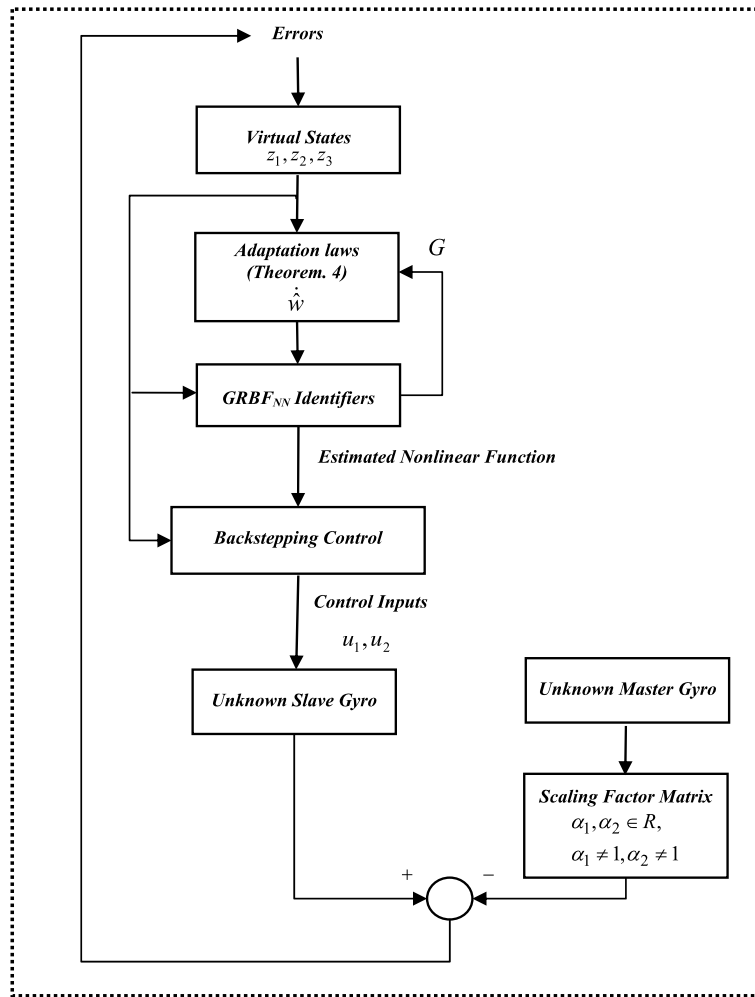 Errors
Virtual States
z₁, z₂, z₃
Adaptation laws
(Theorem. 4)
ẇ̂
G
GRBF_NN Identifiers
Estimated Nonlinear Function
Backstepping Control
Control Inputs
u₁, u₂
Unknown Slave Gyro
Unknown Master Gyro
Scaling Factor Matrix
α₁, α₂ ∈ R,
α₁ ≠ 1, α₂ ≠ 1
+
−